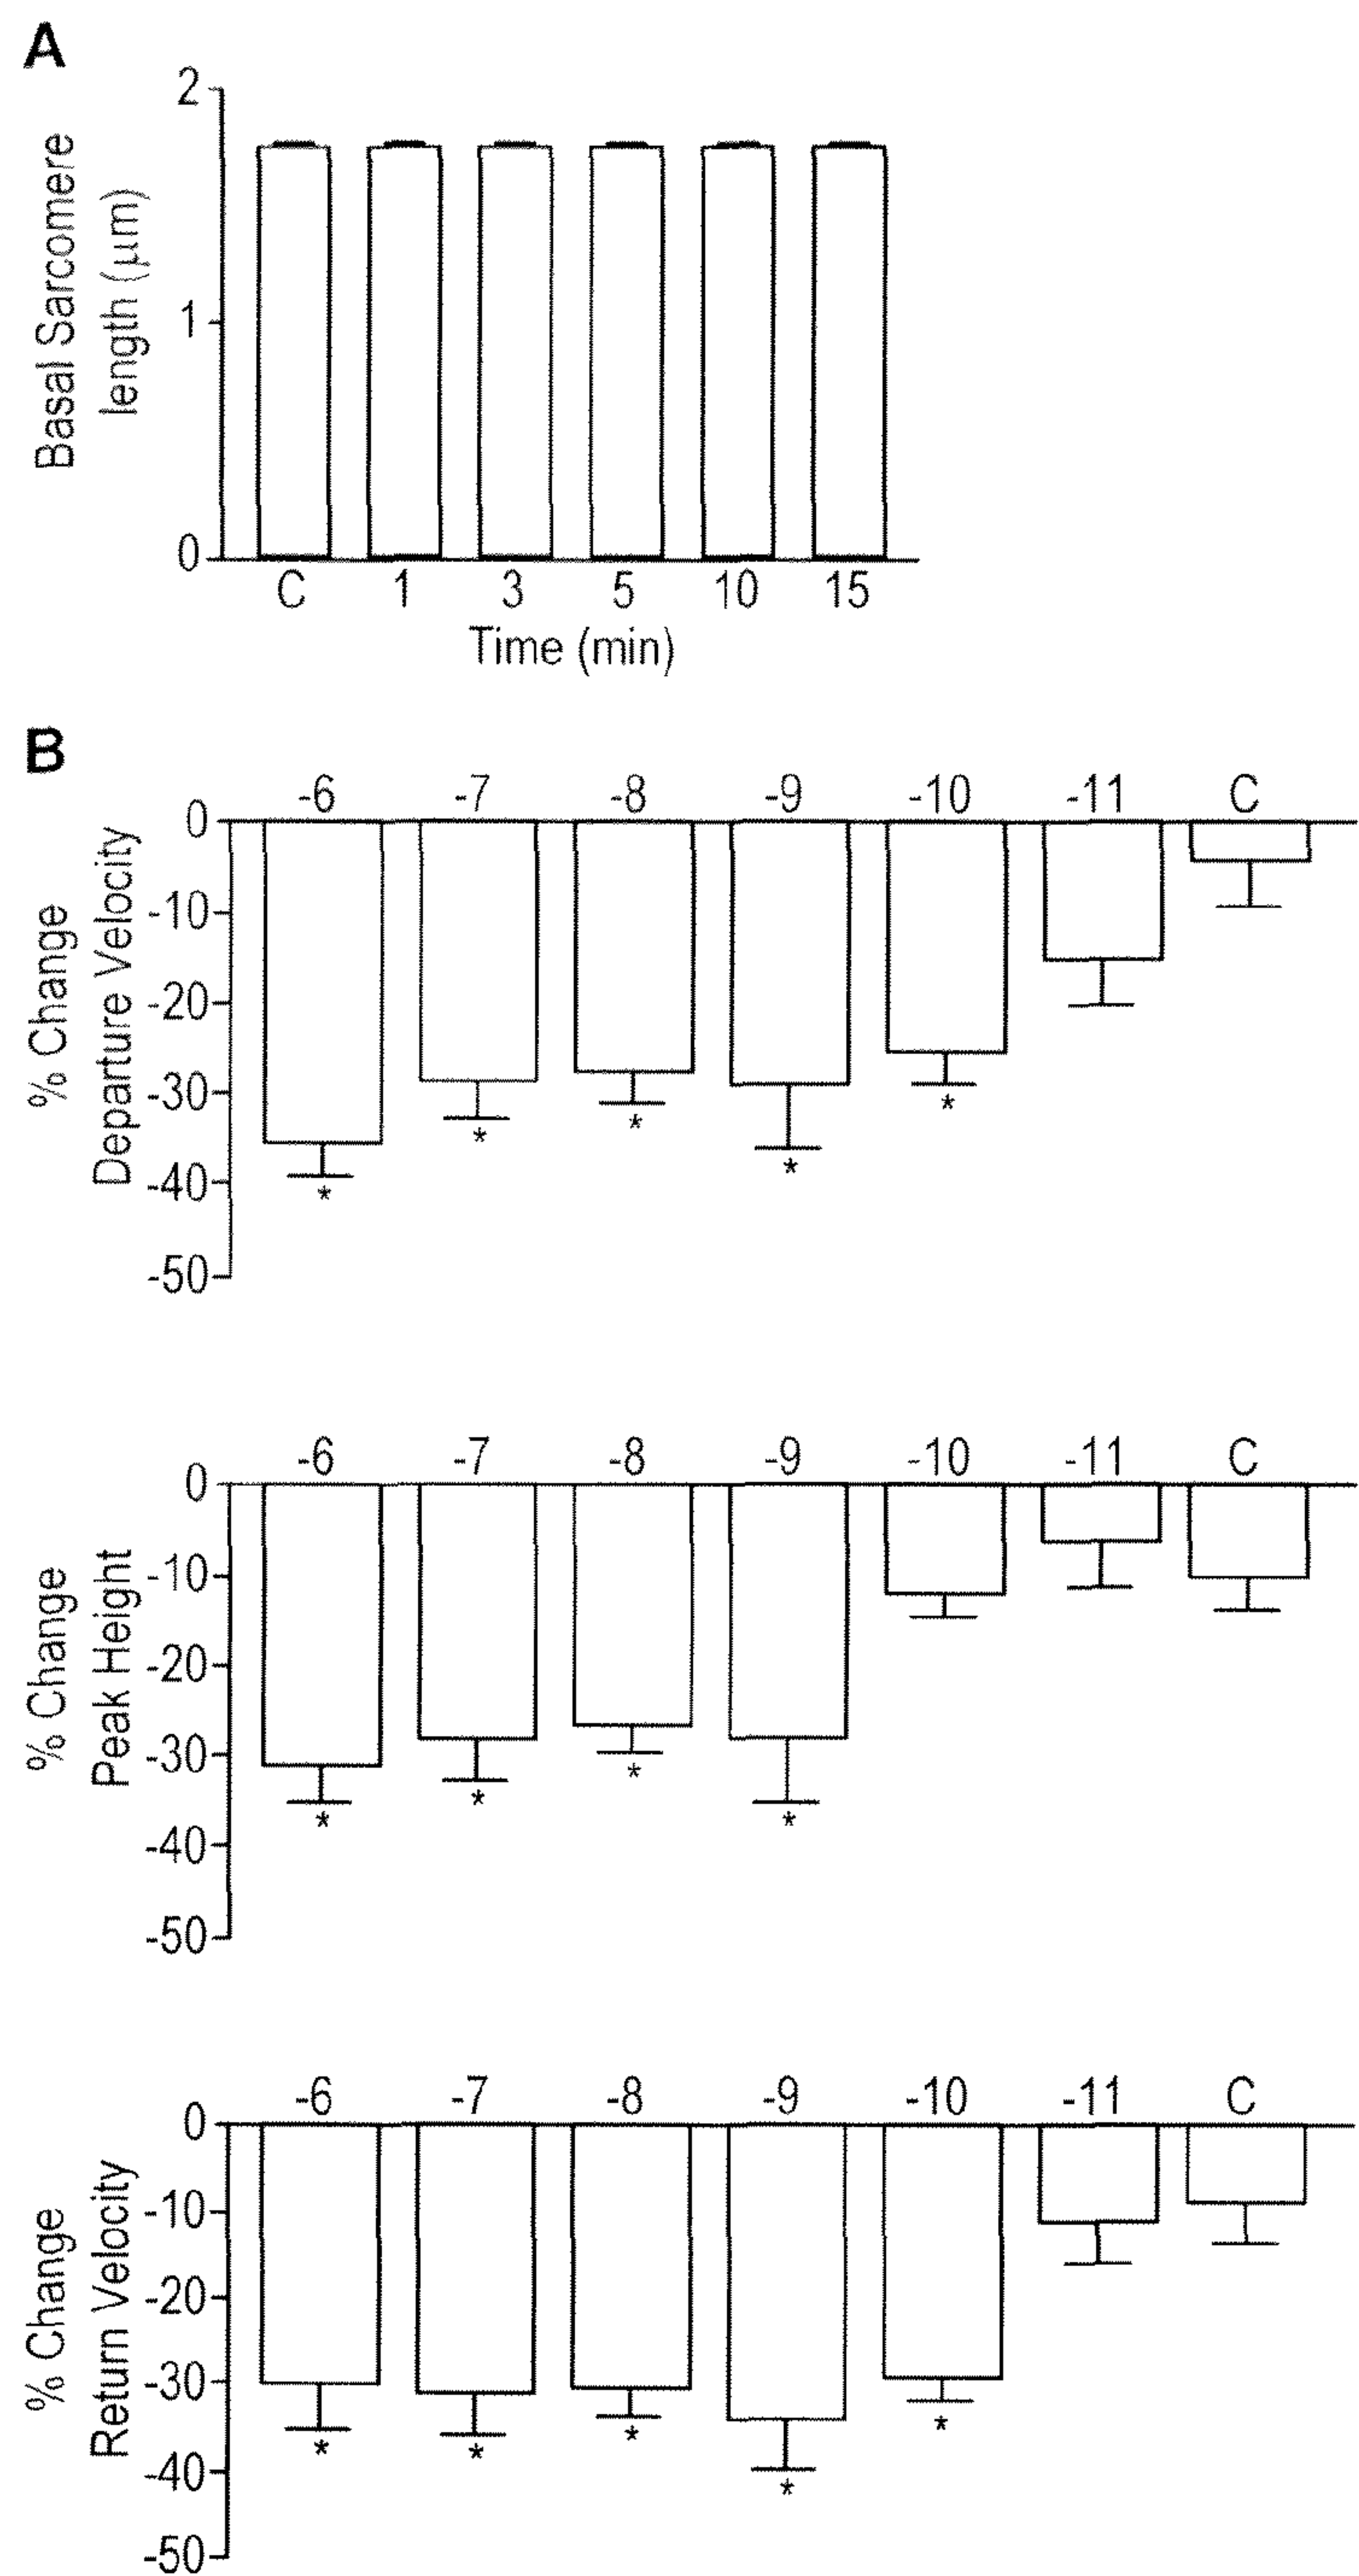 A
2
1
0
Basal Sarcomere
length (μm)
C 1 3 5 10 15
Time (min)
B
-6 -7 -8 -9 -10 -11 C
0
-10
-20
-30
-40
-50
% Change
Departure Velocity
* * * * *
-6 -7 -8 -9 -10 -11 C
0
-10
-20
-30
-40
-50
% Change
Peak Height
* * * *
-6 -7 -8 -9 -10 -11 C
0
-10
-20
-30
-40
-50
% Change
Return Velocity
* * * * *